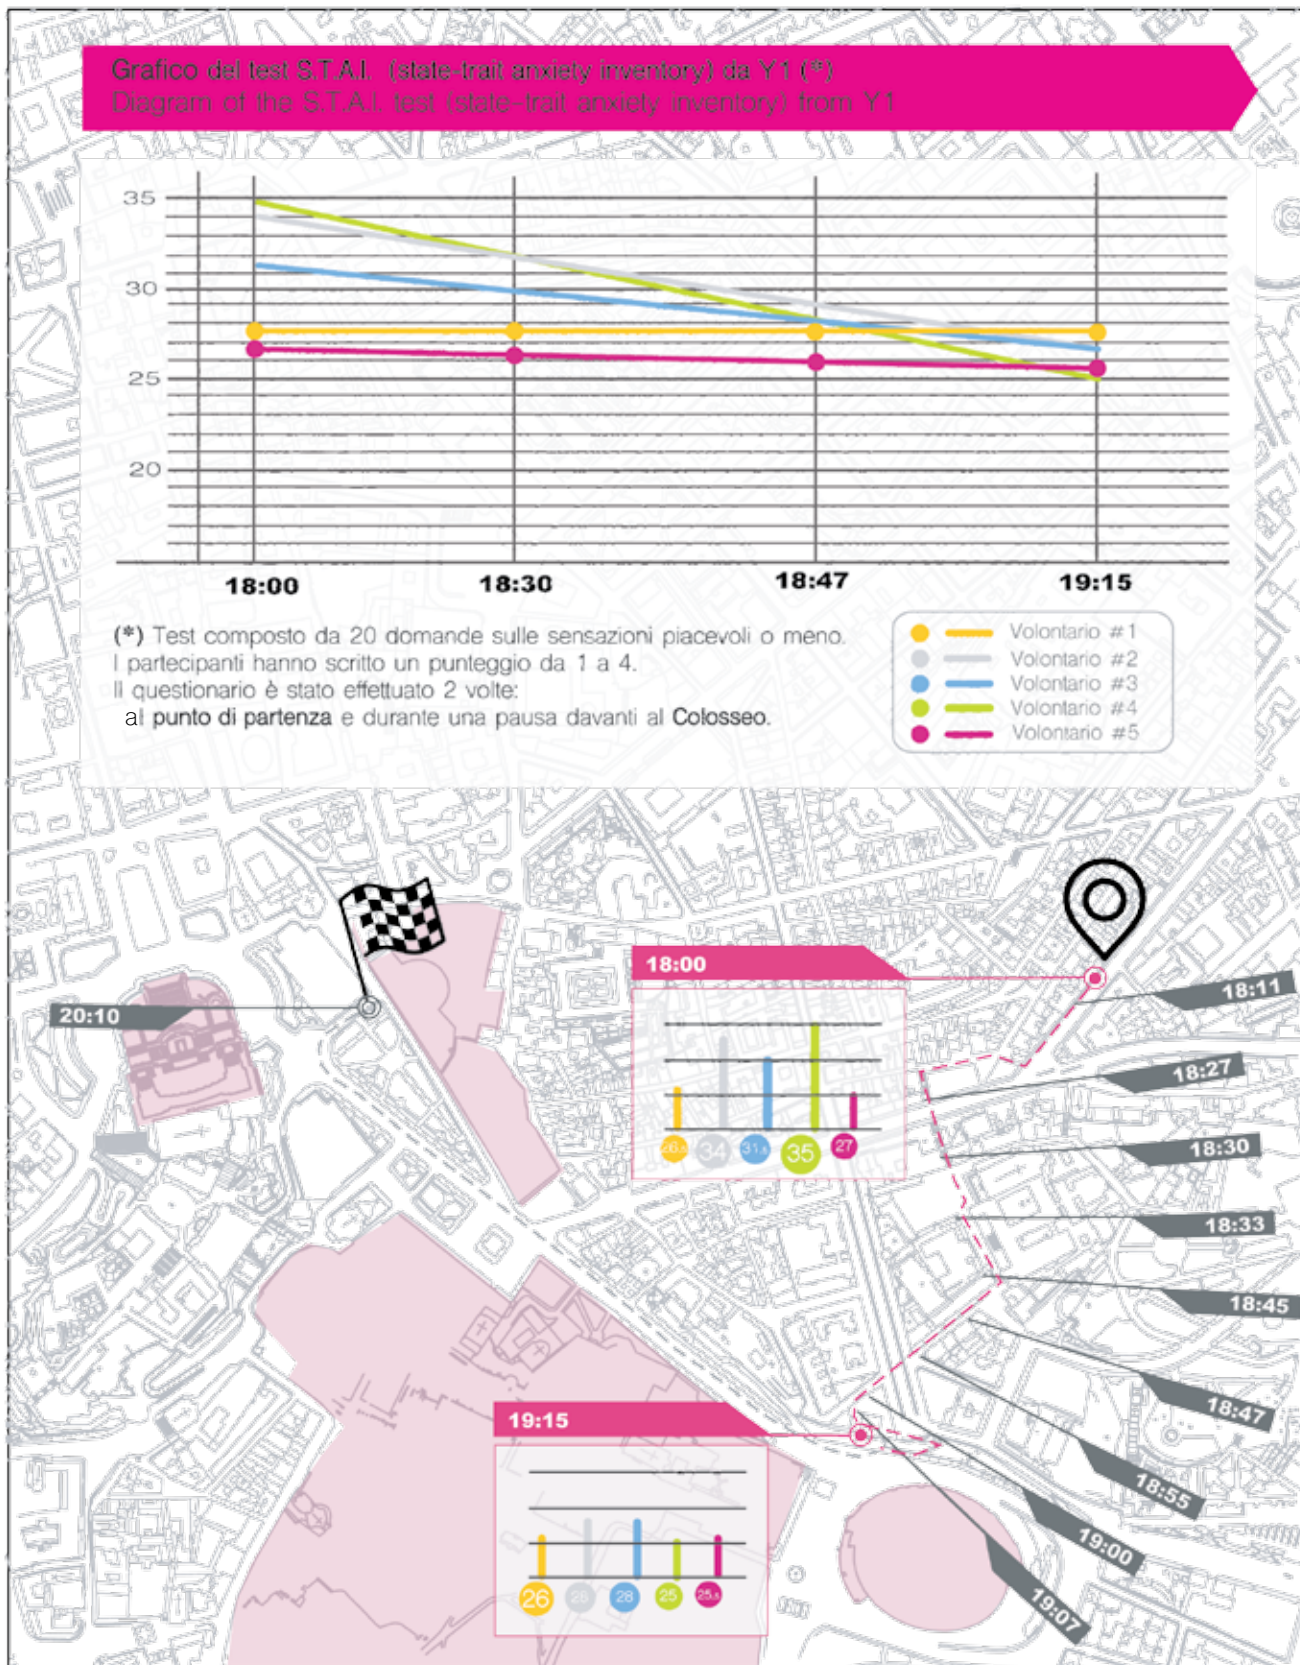 Grafico del test S.T.A.I. (state-trait anxiety inventory) da Y1 (*)
Diagram of the S.T.A.I. test (state-trait anxiety inventory) from Y1
35
30
25
20
18:00 18:30 18:47 19:15
(*) Test composto da 20 domande sulle sensazioni piacevoli o meno.
I partecipanti hanno scritto un punteggio da 1 a 4.
Il questionario è stato effettuato 2 volte:
al punto di partenza e durante una pausa davanti al Colosseo.
Volontario #1
Volontario #2
Volontario #3
Volontario #4
Volontario #5
18:00
34 31.5 35 27
20:10
18:11
18:27
18:30
18:33
18:45
18:47
18:55
19:00
19:07
19:15
26 28 28 25 25.5